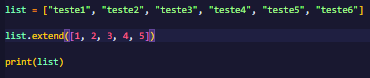 list = ["teste1", "teste2", "teste3", "teste4", "teste5", "teste6"]
list.extend([1, 2, 3, 4, 5])
print(list)